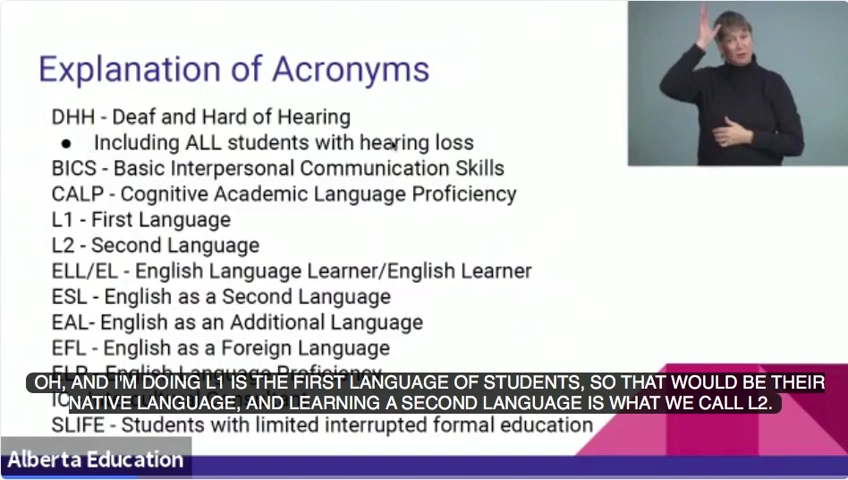 Explanation of Acronyms
DHH - Deaf and Hard of Hearing
● Including ALL students with hearing loss
BICS - Basic Interpersonal Communication Skills
CALP - Cognitive Academic Language Proficiency
L1 - First Language
L2 - Second Language
ELL/EL - English Language Learner/English Learner
ESL - English as a Second Language
EAL- English as an Additional Language
EFL - English as a Foreign Language
ELP - English Language Proficiency
OH, AND I'M DOING L1 IS THE FIRST LANGUAGE OF STUDENTS, SO THAT WOULD BE THEIR
NATIVE LANGUAGE, AND LEARNING A SECOND LANGUAGE IS WHAT WE CALL L2.
SLIFE - Students with limited interrupted formal education
Alberta Education